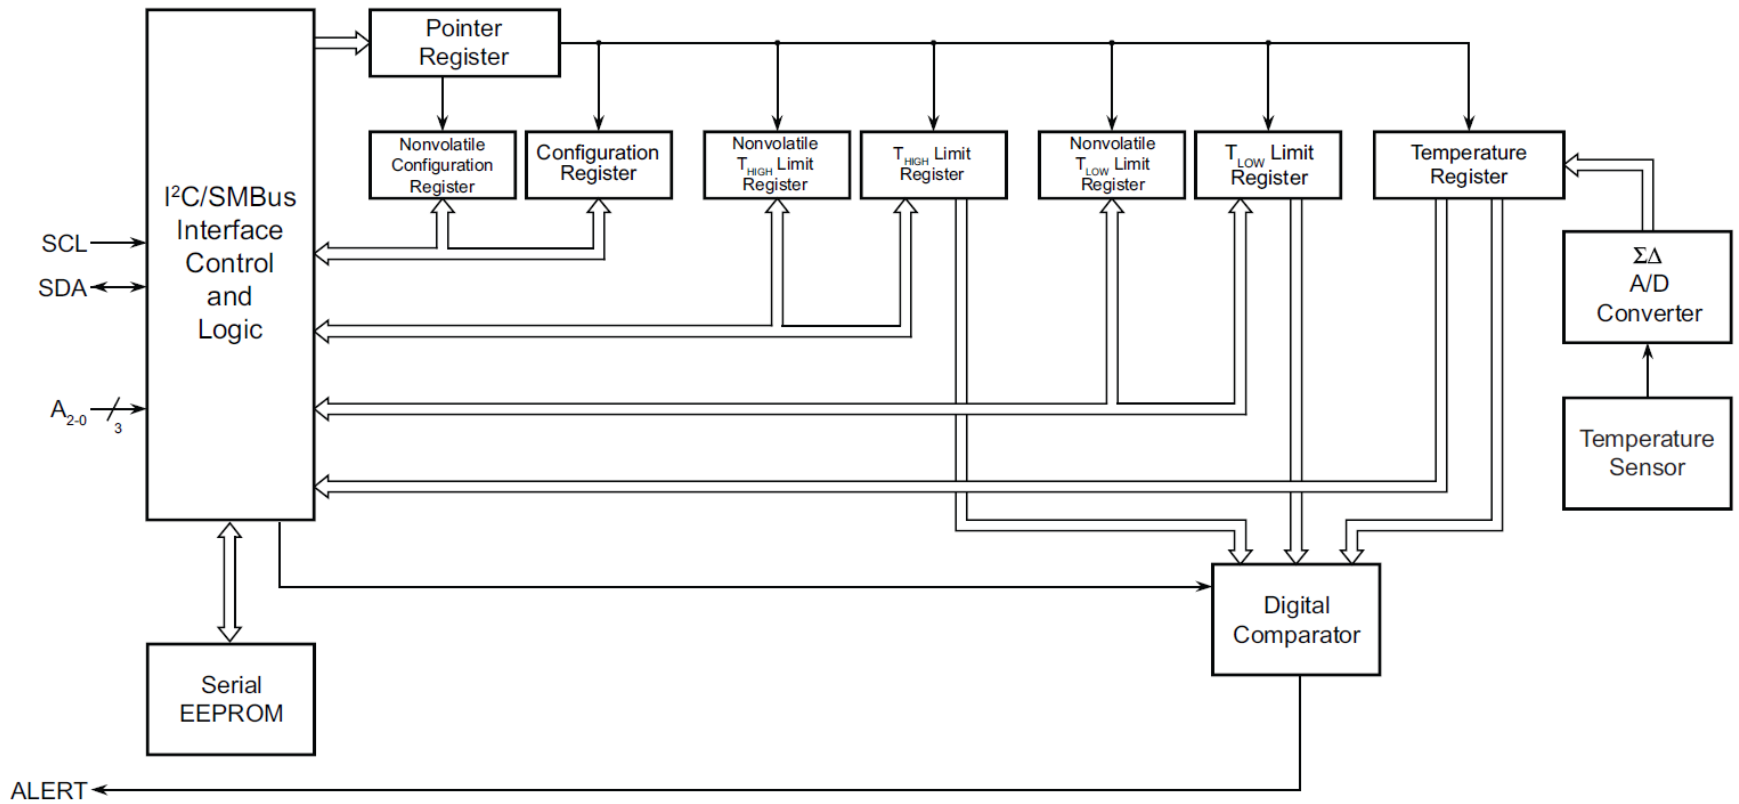 Pointer
Register
Nonvolatile
Configuration
Register
Configuration
Register
Nonvolatile
THIGH Limit
Register
THIGH Limit
Register
Nonvolatile
TLOW Limit
Register
TLOW Limit
Register
Temperature
Register
I²C/SMBus
Interface
Control
and
Logic
SCL
SDA
A2-0
3
ΣΔ
A/D
Converter
Temperature
Sensor
Digital
Comparator
Serial
EEPROM
ALERT